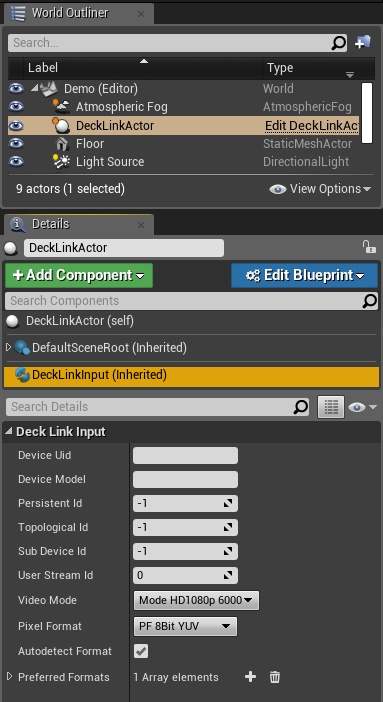 World Outliner
Search...
Label Type
Demo (Editor) World
Atmospheric Fog AtmosphericFog
DeckLinkActor Edit DeckLinkAc
Floor StaticMeshActor
Light Source DirectionalLight
9 actors (1 selected) View Options
Details
DeckLinkActor
+ Add Component Edit Blueprint
Search Components
DeckLinkActor (self)
DefaultSceneRoot (Inherited)
DeckLinkInput (Inherited)
Search Details
Deck Link Input
Device Uid
Device Model
Persistent Id -1
Topological Id -1
Sub Device Id -1
User Stream Id 0
Video Mode Mode HD1080p 6000
Pixel Format PF 8Bit YUV
Autodetect Format
Preferred Formats 1 Array elements